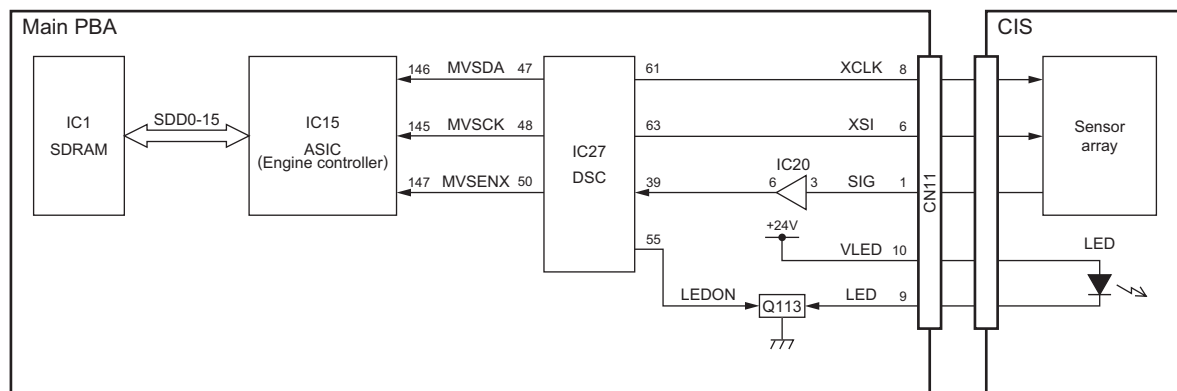 Main PBA
CIS
IC1
SDRAM
SDD0-15
IC15
ASIC
(Engine controller)
146 MVSDA 47
145 MVSCK 48
147 MVSENX 50
IC27
DSC
61 XCLK 8
63 XSI 6
IC20
39 6 3 SIG 1
CN11
Sensor
array
+24V
55
VLED 10
LED
LEDON
Q113
LED 9